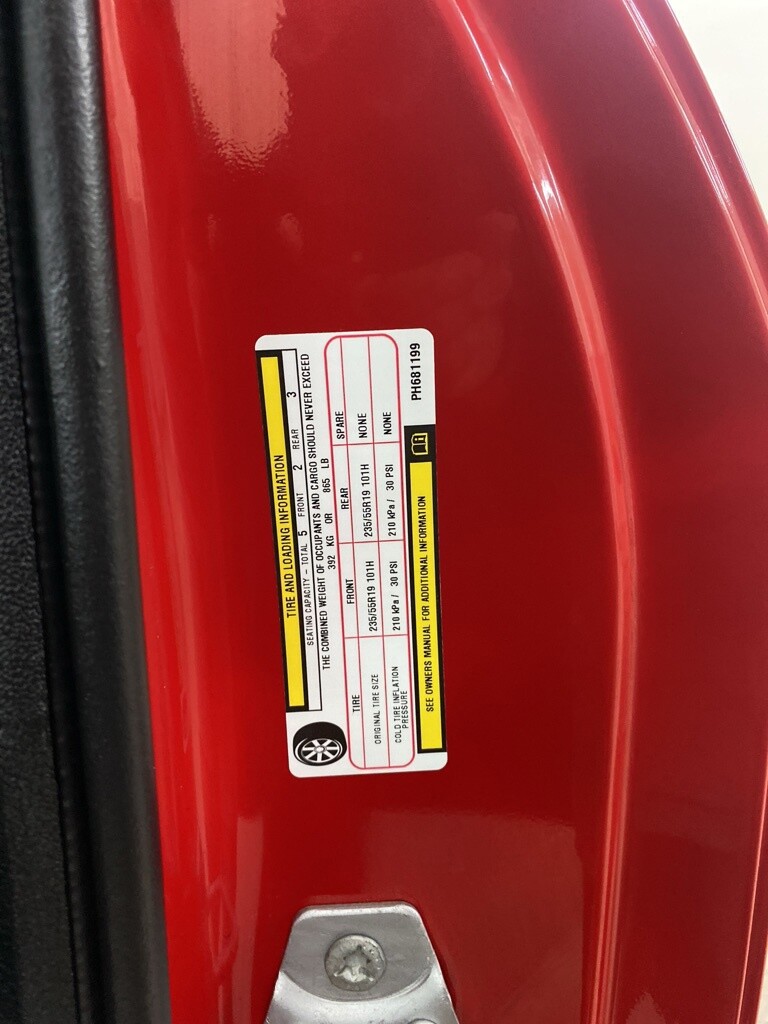 TIRE AND LOADING INFORMATION
SEATING CAPACITY - TOTAL 5 FRONT 2 REAR 3
THE COMBINED WEIGHT OF OCCUPANTS AND CARGO SHOULD NEVER EXCEED
392 KG OR 865 LB
TIRE FRONT REAR SPARE
ORIGINAL TIRE SIZE 235/55R19 101H 235/55R19 101H NONE
COLD TIRE INFLATION PRESSURE 210 kPa / 30 PSI 210 kPa / 30 PSI NONE
SEE OWNERS MANUAL FOR ADDITIONAL INFORMATION
PH681199